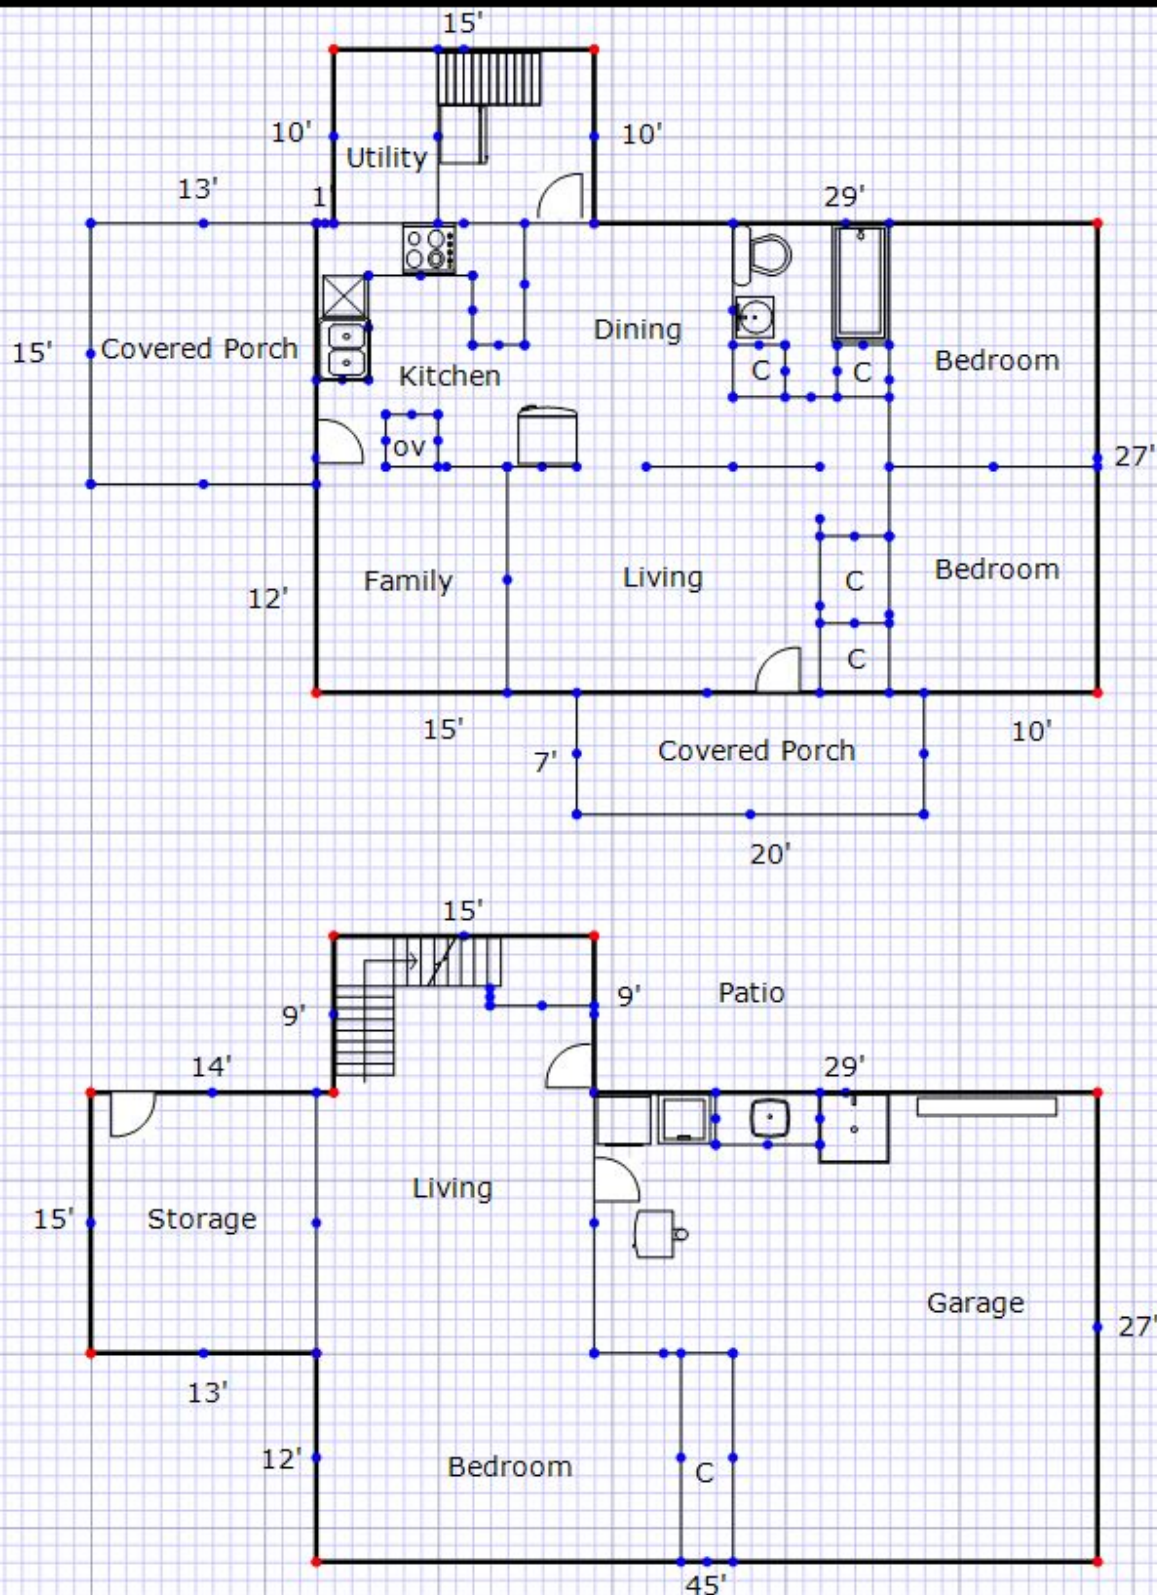 15'
10'
10'
Utility
13'
1'
29'
Dining
15'
Covered Porch
Bedroom
C
C
Kitchen
ov
27'
Family
Living
Bedroom
C
12'
C
15'
10'
7'
Covered Porch
20'
15'
9'
9'
Patio
14'
29'
Living
15'
Storage
Garage
27'
13'
12'
Bedroom
C
45'